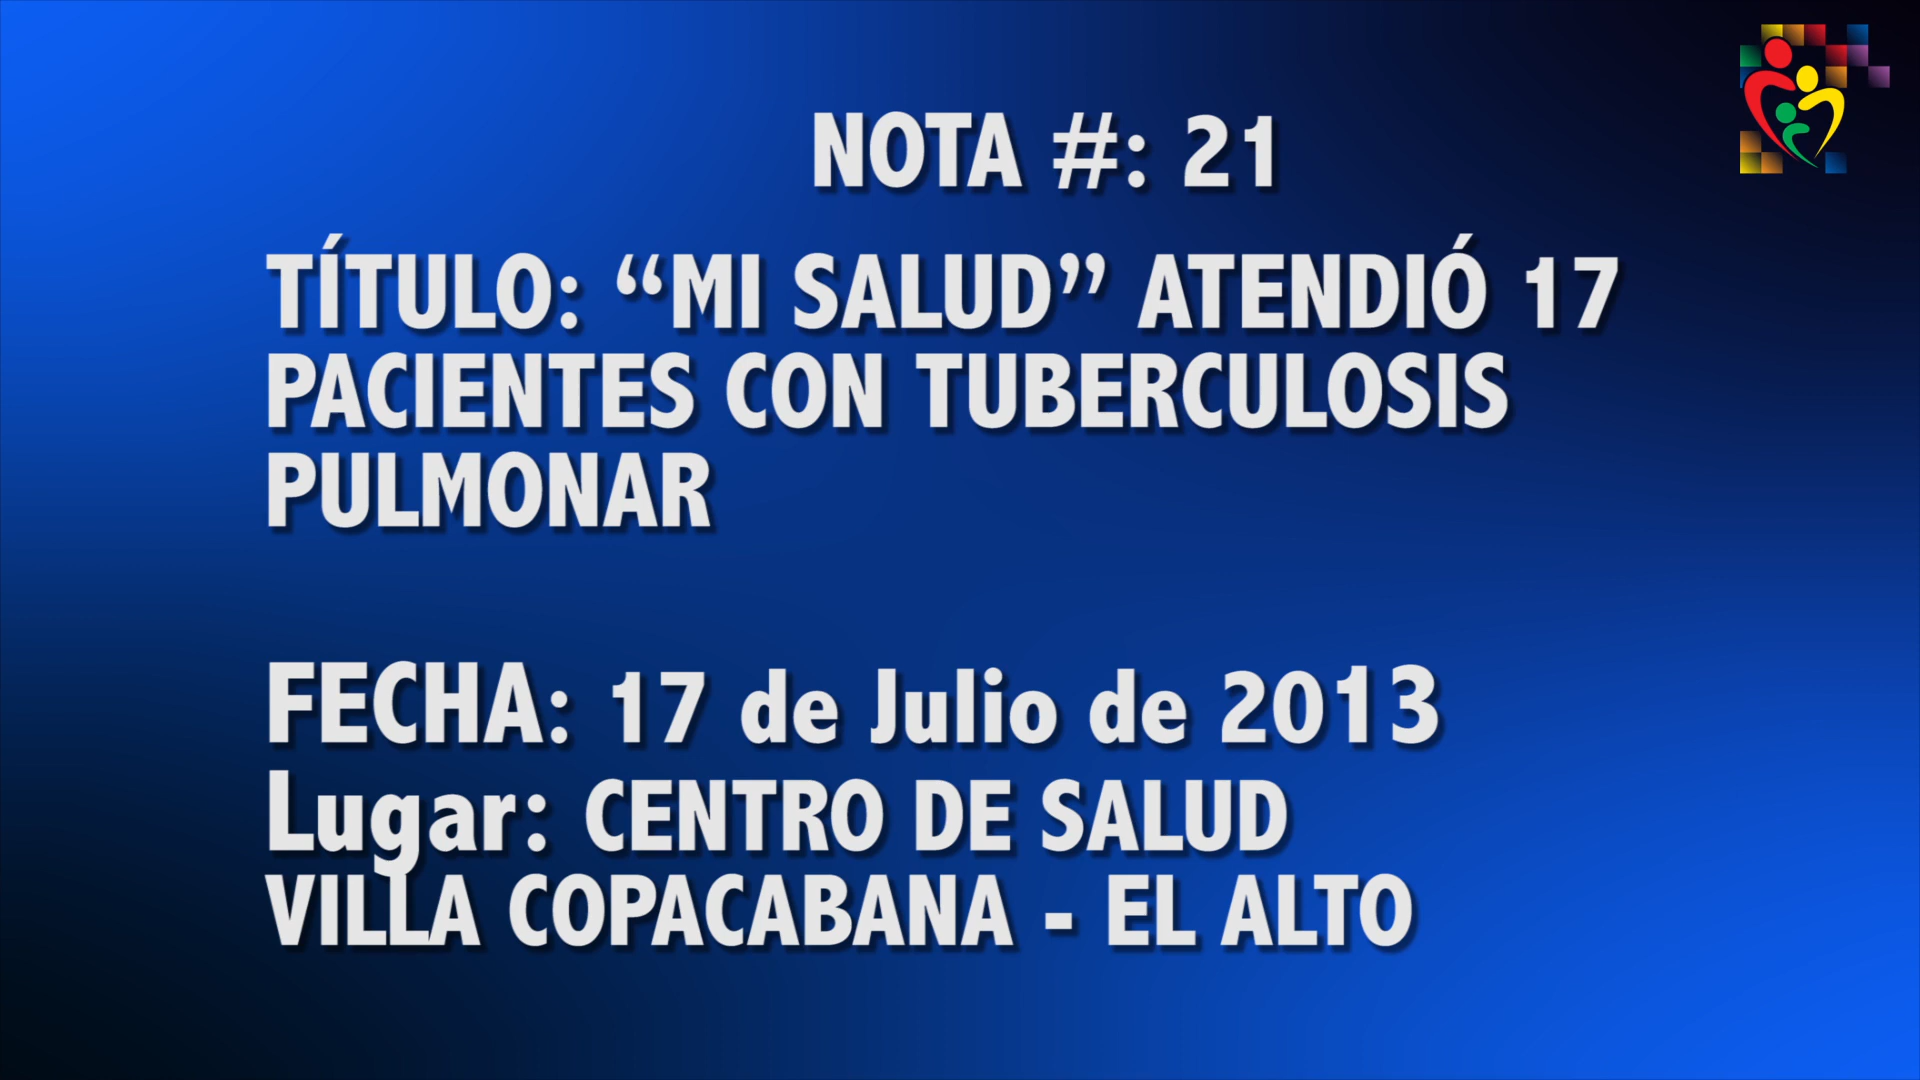 NOTA #: 21
TÍTULO: “MI SALUD” ATENDIÓ 17
PACIENTES CON TUBERCULOSIS
PULMONAR
FECHA: 17 de Julio de 2013
Lugar: CENTRO DE SALUD
VILLA COPACABANA - EL ALTO